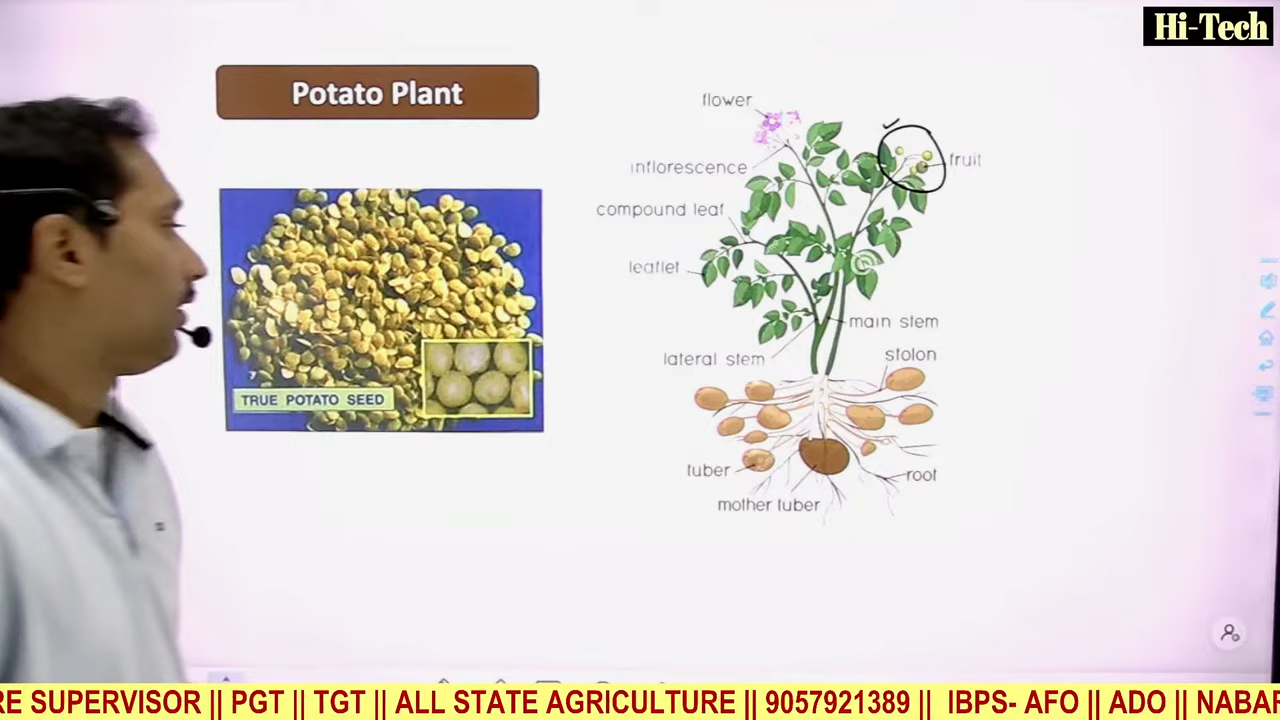 Hi-Tech
Potato Plant
flower
inflorescence
fruit
compound leaf
leaflet
main stem
lateral stem
stolon
TRUE POTATO SEED
tuber
root
mother tuber
RE SUPERVISOR || PGT || TGT || ALL STATE AGRICULTURE || 9057921389 || IBPS- AFO || ADO || NABAR